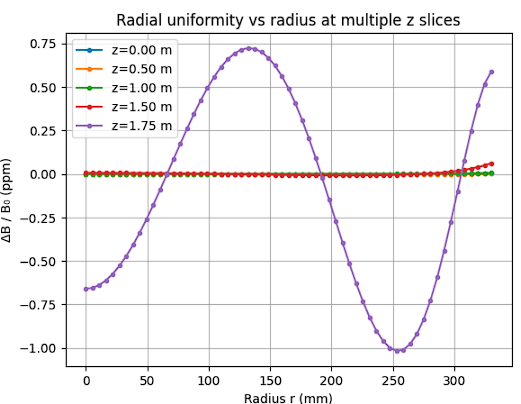 Radial uniformity vs radius at multiple z slices
ΔB / B₀ (ppm)
0.75
0.50
0.25
0.00
−0.25
−0.50
−0.75
−1.00
z=0.00 m
z=0.50 m
z=1.00 m
z=1.50 m
z=1.75 m
0 50 100 150 200 250 300
Radius r (mm)